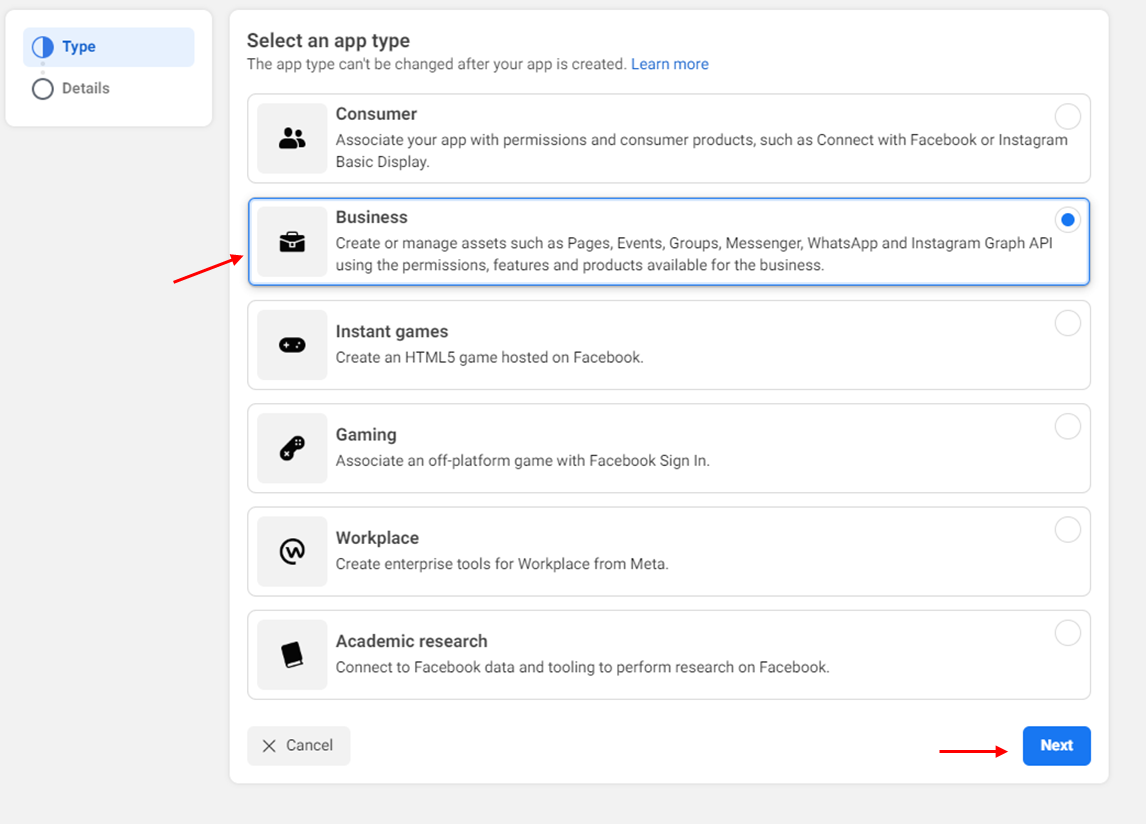 Type
Details
Select an app type
The app type can't be changed after your app is created. Learn more
Consumer
Associate your app with permissions and consumer products, such as Connect with Facebook or Instagram
Basic Display.
Business
Create or manage assets such as Pages, Events, Groups, Messenger, WhatsApp and Instagram Graph API
using the permissions, features and products available for the business.
Instant games
Create an HTML5 game hosted on Facebook.
Gaming
Associate an off-platform game with Facebook Sign In.
Workplace
Create enterprise tools for Workplace from Meta.
Academic research
Connect to Facebook data and tooling to perform research on Facebook.
Cancel
Next